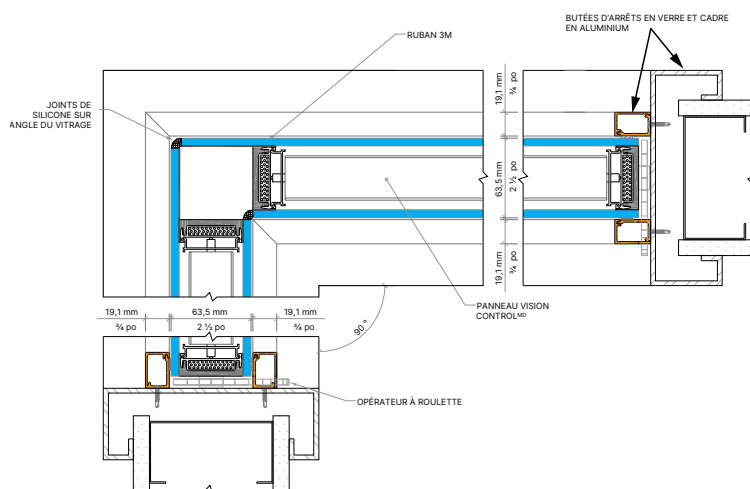 BUTÉES D'ARRÊTS EN VERRE ET CADRE
EN ALUMINIUM
RUBAN 3M
JOINTS DE
SILICONE SUR
ANGLE DU VITRAGE
19,1 mm
¾ po
63,5 mm
2 ½ po
19,1 mm
¾ po
PANNEAU VISION
CONTROLᴹᴰ
90 °
19,1 mm
63,5 mm
19,1 mm
¾ po
2 ½ po
¾ po
OPÉRATEUR À ROULETTE